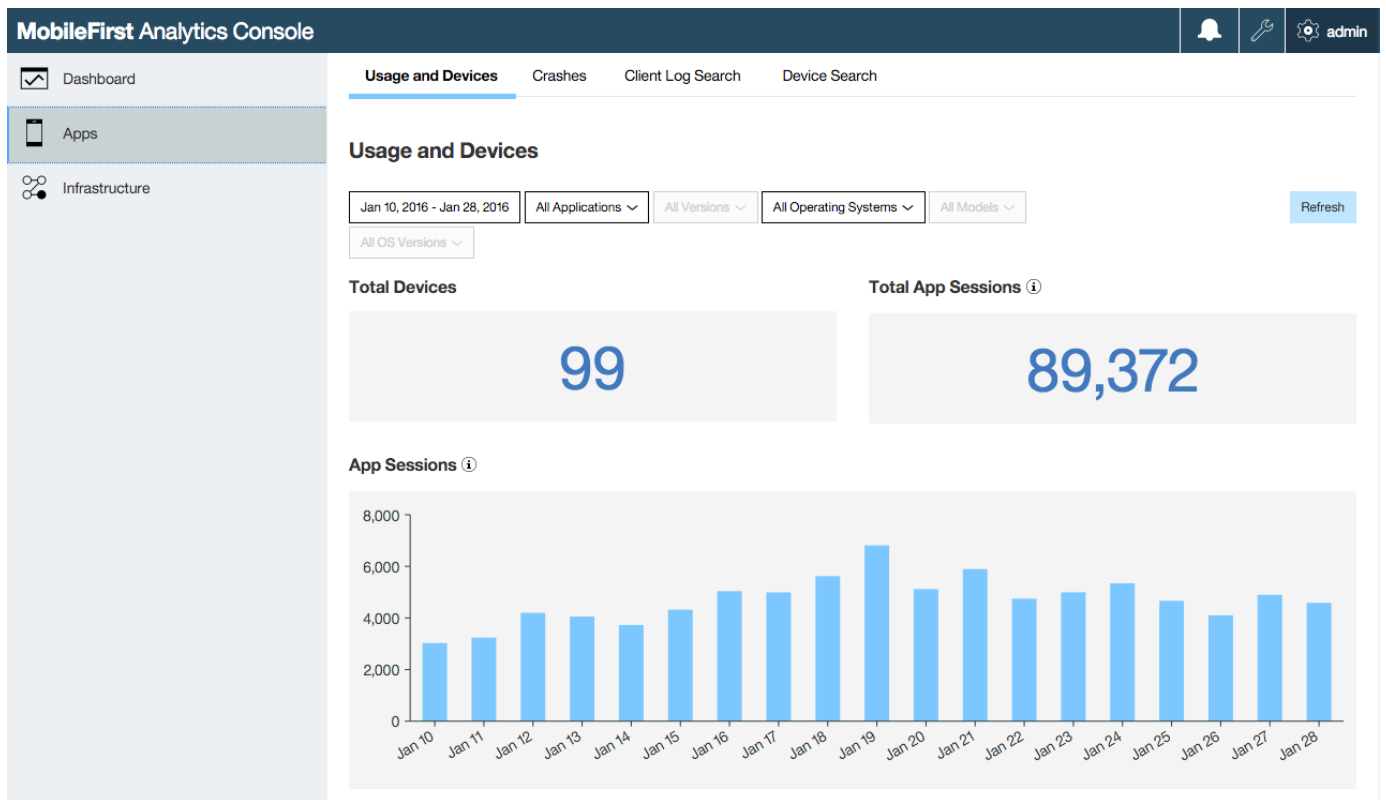 MobileFirst Analytics Console
admin
Dashboard
Apps
Infrastructure
Usage and Devices Crashes Client Log Search Device Search
Usage and Devices
Jan 10, 2016 - Jan 28, 2016 All Applications All Versions All Operating Systems All Models Refresh
All OS Versions
Total Devices
99
Total App Sessions
89,372
App Sessions
8,000
6,000
4,000
2,000
0
Jan 10 Jan 11 Jan 12 Jan 13 Jan 14 Jan 15 Jan 16 Jan 17 Jan 18 Jan 19 Jan 20 Jan 21 Jan 22 Jan 23 Jan 24 Jan 25 Jan 26 Jan 27 Jan 28